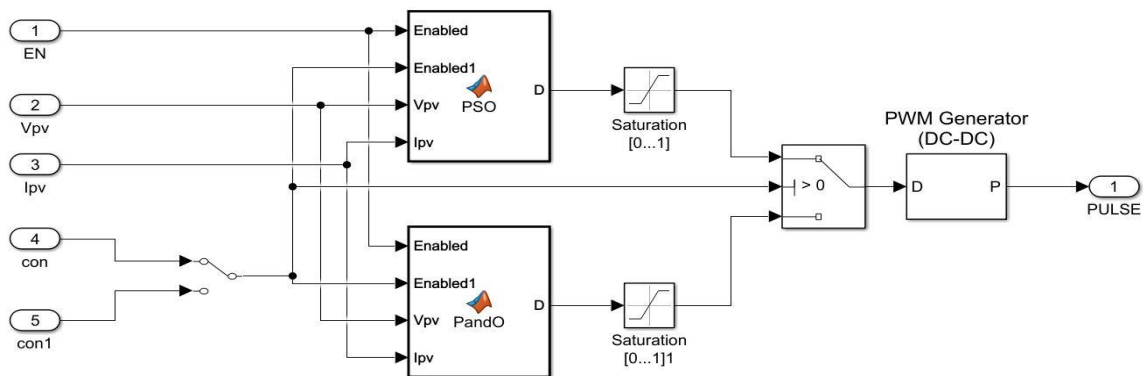 1
EN
2
Vpv
3
Ipv
4
con
5
con1
Enabled
Enabled1
Vpv
Ipv
PSO
D
Saturation
[0...1]
Enabled
Enabled1
Vpv
Ipv
PandO
D
Saturation
[0...1]1
> 0
PWM Generator
(DC-DC)
D
P
1
PULSE